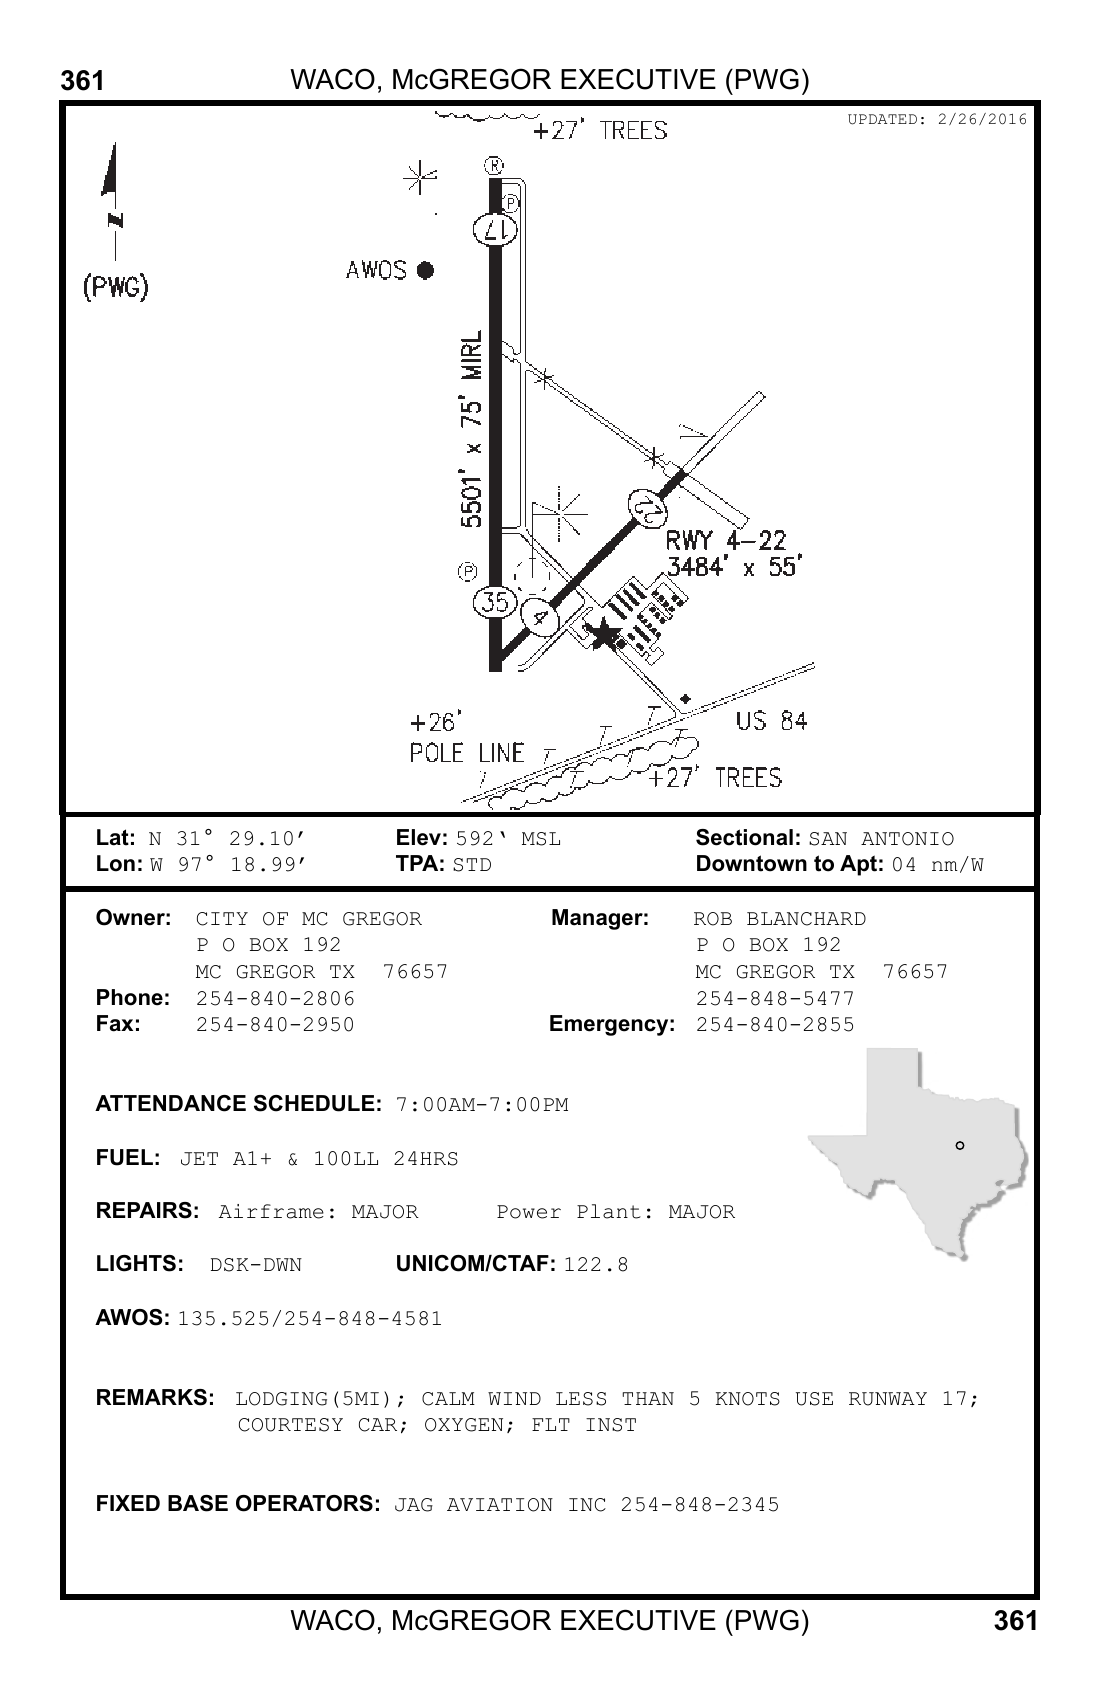 361 WACO, McGREGOR EXECUTIVE (PWG)
UPDATED: 2/26/2016
+27' TREES
R
P
17
N
AWOS
(PWG)
5501' x 75' MIRL
22
RWY 4-22
3484' x 55'
P
35
4
+26'
POLE LINE
US 84
+27' TREES
Lat: N 31° 29.10′ Elev: 592‘ MSL Sectional: SAN ANTONIO
Lon: W 97° 18.99′ TPA: STD Downtown to Apt: 04 nm/W
Owner: CITY OF MC GREGOR Manager: ROB BLANCHARD
P O BOX 192 P O BOX 192
MC GREGOR TX 76657 MC GREGOR TX 76657
Phone: 254-840-2806 254-848-5477
Fax: 254-840-2950 Emergency: 254-840-2855
ATTENDANCE SCHEDULE: 7:00AM-7:00PM
FUEL: JET A1+ & 100LL 24HRS
REPAIRS: Airframe: MAJOR Power Plant: MAJOR
LIGHTS: DSK-DWN UNICOM/CTAF: 122.8
AWOS: 135.525/254-848-4581
REMARKS: LODGING(5MI); CALM WIND LESS THAN 5 KNOTS USE RUNWAY 17;
COURTESY CAR; OXYGEN; FLT INST
FIXED BASE OPERATORS: JAG AVIATION INC 254-848-2345
WACO, McGREGOR EXECUTIVE (PWG) 361